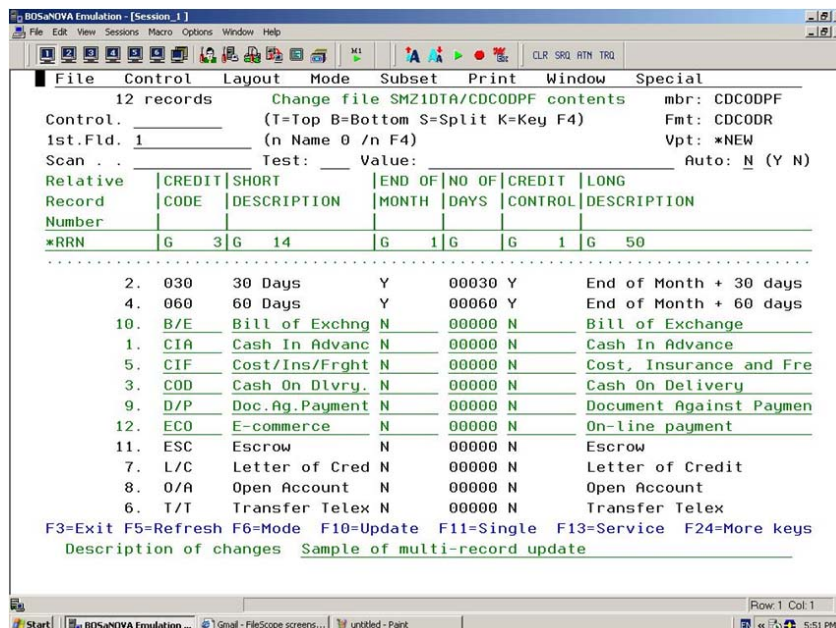 BOSaNOVA Emulation - [Session_1 ]
File Edit View Sessions Macro Options Window Help
1 2 3 4 5 6 M1 CLR SRQ ATN TRQ
File Control Layout Mode Subset Print Window Special
12 records Change file SMZ1DTA/CDCODPF contents mbr: CDCODPF
Control. (T=Top B=Bottom S=Split K=Key F4) Fmt: CDCODR
1st.Fld. 1 (n Name 0 /n F4) Vpt: *NEW
Scan . . Test: Value: Auto: N (Y N)
Relative |CREDIT|SHORT |END OF|NO OF|CREDIT |LONG
Record |CODE |DESCRIPTION |MONTH |DAYS |CONTROL|DESCRIPTION
Number
*RRN |G 3|G 14 |G 1|G |G 1 |G 50
2. 030 30 Days Y 00030 Y End of Month + 30 days
4. 060 60 Days Y 00060 Y End of Month + 60 days
10. B/E Bill of Exchng N 00000 N Bill of Exchange
1. CIA Cash In Advanc N 00000 N Cash In Advance
5. CIF Cost/Ins/Frght N 00000 N Cost, Insurance and Fre
3. COD Cash On Dlvry. N 00000 N Cash On Delivery
9. D/P Doc.Ag.Payment N 00000 N Document Against Paymen
12. ECO E-commerce N 00000 N On-line payment
11. ESC Escrow N 00000 N Escrow
7. L/C Letter of Cred N 00000 N Letter of Credit
8. O/A Open Account N 00000 N Open Account
6. T/T Transfer Telex N 00000 N Transfer Telex
F3=Exit F5=Refresh F6=Mode F10=Update F11=Single F13=Service F24=More keys
Description of changes Sample of multi-record update
Row: 1 Col: 1
Start BOSaNOVA Emulation ... Gmail - FileScope screens... untitled - Paint EN 5:51 PM